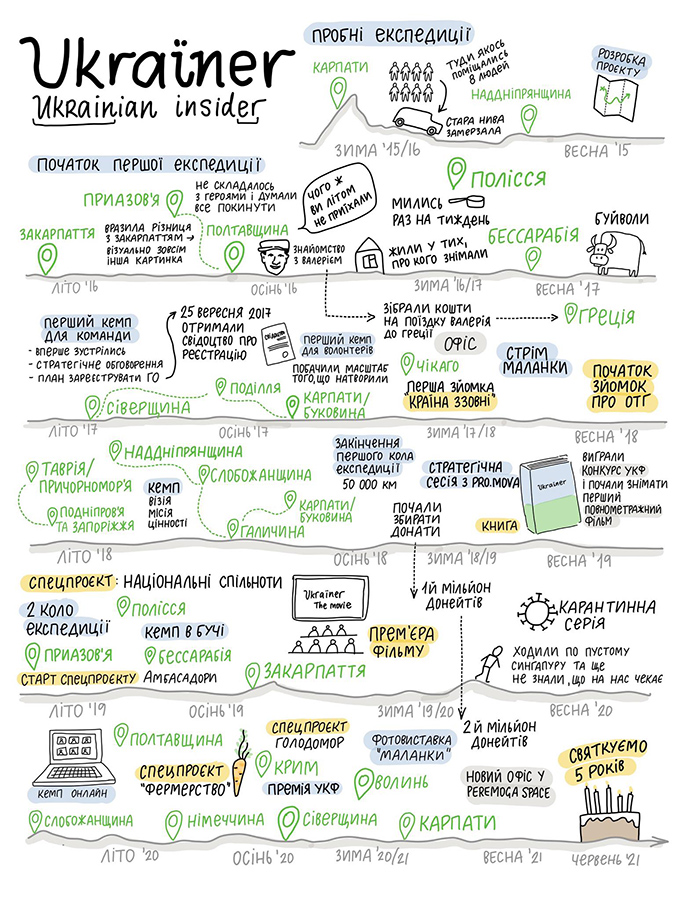 Ukraїner
Ukrainian insider
ПРОБНІ ЕКСПЕДИЦІЇ
КАРПАТИ
ТУДИ ЯКОСЬ
ПОМІЩАЛИСЬ
8 ЛЮДЕЙ
СТАРА НИВА
ЗАМЕРЗАЛА
НАДДНІПРЯНЩИНА
РОЗРОБКА
ПРОЄКТУ
ЗИМА '15/16
ВЕСНА '15
ПОЧАТОК ПЕРШОЇ ЕКСПЕДИЦІЇ
ЗАКАРПАТТЯ
ПРИАЗОВ'Я
НЕ СКЛАДАЛОСЬ
З ГЕРОЯМИ І ДУМАЛИ
ВСЕ ПОКИНУТИ
ВРАЗИЛА РІЗНИЦЯ
З ЗАКАРПАТТЯМ →
ВІЗУАЛЬНО ЗОВСІМ
ІНША КАРТИНКА
ПОЛТАВЩИНА
ЧОГО Ж
ВИ ЛІТОМ
НЕ ПРИЇХАЛИ
ЗНАЙОМСТВО
З ВАЛЕРІЄМ
ПОЛІССЯ
МИЛИСЬ
РАЗ НА ТИЖДЕНЬ
ЖИЛИ У ТИХ,
ПРО КОГО ЗНІМАЛИ
БЕССАРАБІЯ
БУЙВОЛИ
ЛІТО '16
ОСІНЬ '16
ЗИМА '16/17
ВЕСНА '17
ПЕРШИЙ КЕМП
ДЛЯ КОМАНДИ
- ВПЕРШЕ ЗУСТРІЛИСЬ
- СТРАТЕГІЧНЕ ОБГОВОРЕННЯ
- ПЛАН ЗАРЕЄСТРУВАТИ ГО
25 ВЕРЕСНЯ 2017
ОТРИМАЛИ
СВІДОЦТВО ПРО
РЕЄСТРАЦІЮ
СВІДОЦТВО
ПЕРШИЙ КЕМП
ДЛЯ ВОЛОНТЕРІВ
ПОБАЧИЛИ МАСШТАБ
ТОГО, ЩО НАТВОРИЛИ
ЗІБРАЛИ КОШТИ
НА ПОЇЗДКУ ВАЛЕРІЯ
ДО ГРЕЦІЇ
ГРЕЦІЯ
СІВЕРЩИНА
ПОДІЛЛЯ
КАРПАТИ/
БУКОВИНА
ОФІС
ЧІКАГО
"ПЕРША ЗЙОМКА
"КРАЇНА ЗЗОВНІ"
СТРІМ
МАЛАНКИ
ПОЧАТОК
ЗЙОМОК
ПРО ОТГ
ЛІТО '17
ОСІНЬ '17
ЗИМА '17/18
ВЕСНА '18
ТАВРІЯ/
ПРИЧОРНОМОР'Я
ПОДНІПРОВ'Я
ТА ЗАПОРІЖЖЯ
НАДДНІПРЯНЩИНА
КЕМП
ВІЗІЯ
МІСІЯ
ЦІННОСТІ
СЛОБОЖАНЩИНА
ГАЛИЧИНА
КАРПАТИ/
БУКОВИНА
ЗАКІНЧЕННЯ
ПЕРШОГО КОЛА
ЕКСПЕДИЦІЇ
50 000 КМ
ПОЧАЛИ
ЗБИРАТИ
ДОНАТИ
СТРАТЕГІЧНА
СЕСІЯ З PRO.MOVA
КНИГА
Ukraїner
ВИГРАЛИ
КОНКУРС УКФ
І ПОЧАЛИ ЗНІМАТИ
ПЕРШИЙ
ПОВНОМЕТРАЖНИЙ
ФІЛЬМ
ЛІТО '18
ОСІНЬ '18
ЗИМА '18/19
ВЕСНА '19
СПЕЦПРОЄКТ: НАЦІОНАЛЬНІ СПІЛЬНОТИ
2 КОЛО
ЕКСПЕДИЦІЇ
ПРИАЗОВ'Я
СТАРТ СПЕЦПРОЄКТУ
ПОЛІССЯ
КЕМП В БУЧІ
БЕССАРАБІЯ
АМБАСАДОРИ
ЗАКАРПАТТЯ
Ukraїner
The movie
ПРЕМ'ЄРА
ФІЛЬМУ
1Й МІЛЬЙОН
ДОНЕЙТІВ
КАРАНТИННА
СЕРІЯ
ХОДИЛИ ПО ПУСТОМУ
СИНГАПУРУ ТА ЩЕ
НЕ ЗНАЛИ, ЩО НА НАС ЧЕКАЄ
ЛІТО '19
ОСІНЬ '19
ЗИМА '19/20
ВЕСНА '20
КЕМП ОНЛАЙН
СЛОБОЖАНЩИНА
ПОЛТАВЩИНА
СПЕЦПРОЄКТ
"ФЕРМЕРСТВО"
НІМЕЧЧИНА
СПЕЦПРОЄКТ
ГОЛОДОМОР
КРИМ
ПРЕМІЯ УКФ
СІВЕРЩИНА
ФОТОВИСТАВКА
"МАЛАНКИ"
ВОЛИНЬ
КАРПАТИ
2Й МІЛЬЙОН
ДОНЕЙТІВ
НОВИЙ ОФІС У
PEREMOGA SPACE
СВЯТКУЄМО
5 РОКІВ
ЛІТО '20
ОСІНЬ '20
ЗИМА '20/21
ВЕСНА '21
ЧЕРВЕНЬ '21